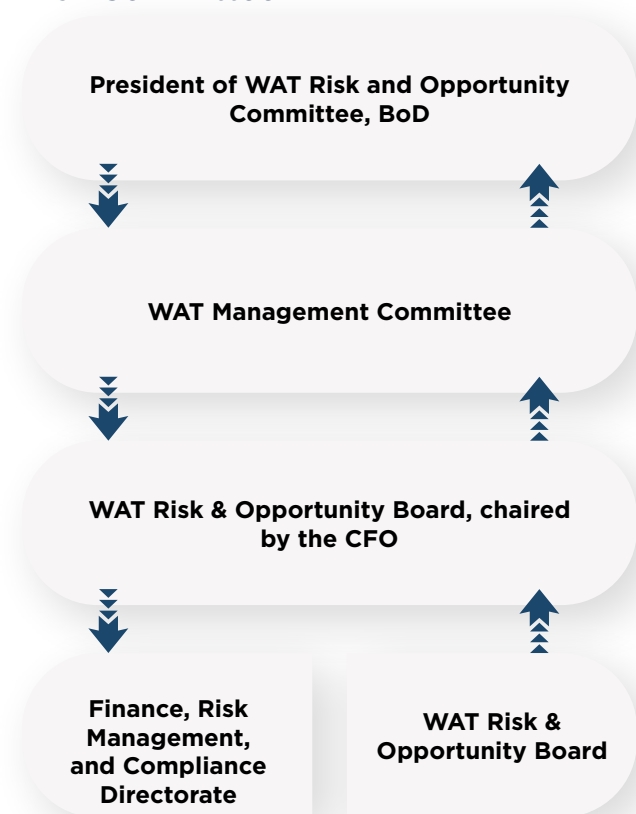 President of WAT Risk and Opportunity
Committee, BoD
WAT Management Committee
WAT Risk & Opportunity Board, chaired
by the CFO
Finance, Risk
Management,
and Compliance
Directorate
WAT Risk &
Opportunity Board